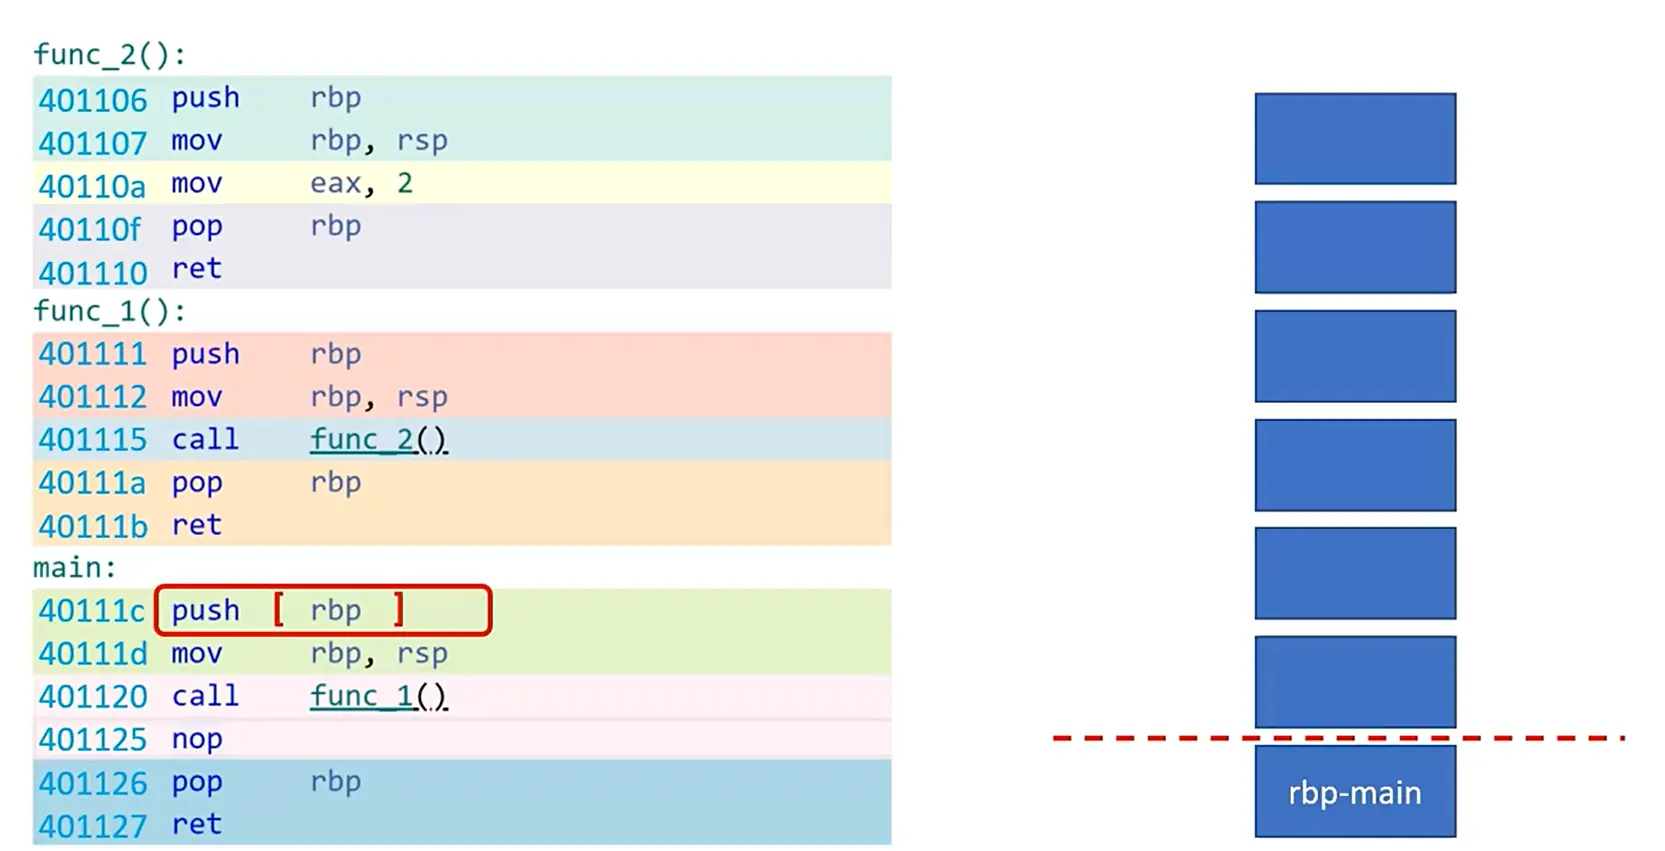 func_2():
401106 push rbp
401107 mov rbp, rsp
40110a mov eax, 2
40110f pop rbp
401110 ret
func_1():
401111 push rbp
401112 mov rbp, rsp
401115 call func_2()
40111a pop rbp
40111b ret
main:
40111c push [ rbp ]
40111d mov rbp, rsp
401120 call func_1()
401125 nop
401126 pop rbp
401127 ret
rbp-main